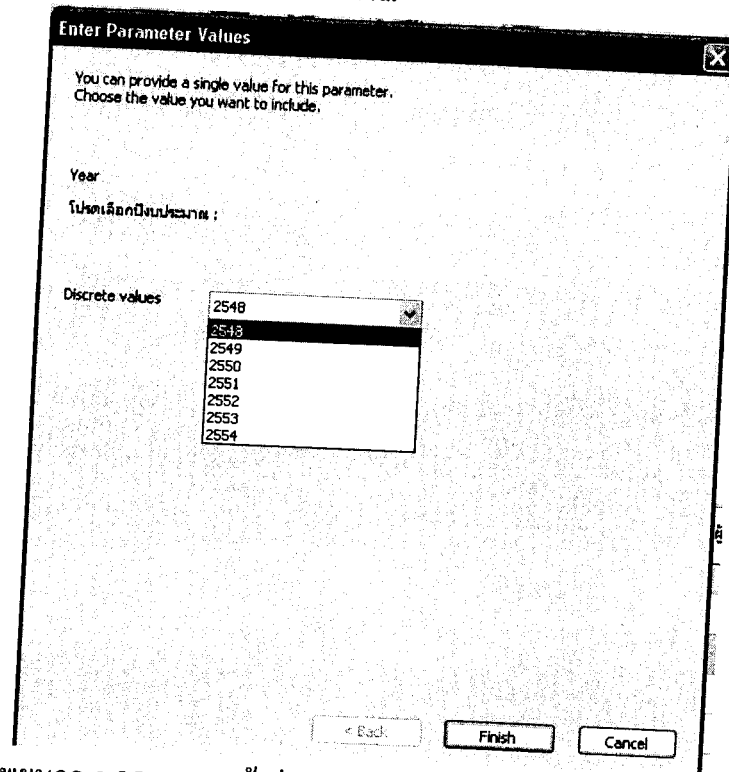 Enter Parameter Values
You can provide a single value for this parameter.
Choose the value you want to include.
Year
โปรดเลือกปีงบประมาณ :
Discrete values
2548
2548
2549
2550
2551
2552
2553
2554
< Back
Finish
Cancel